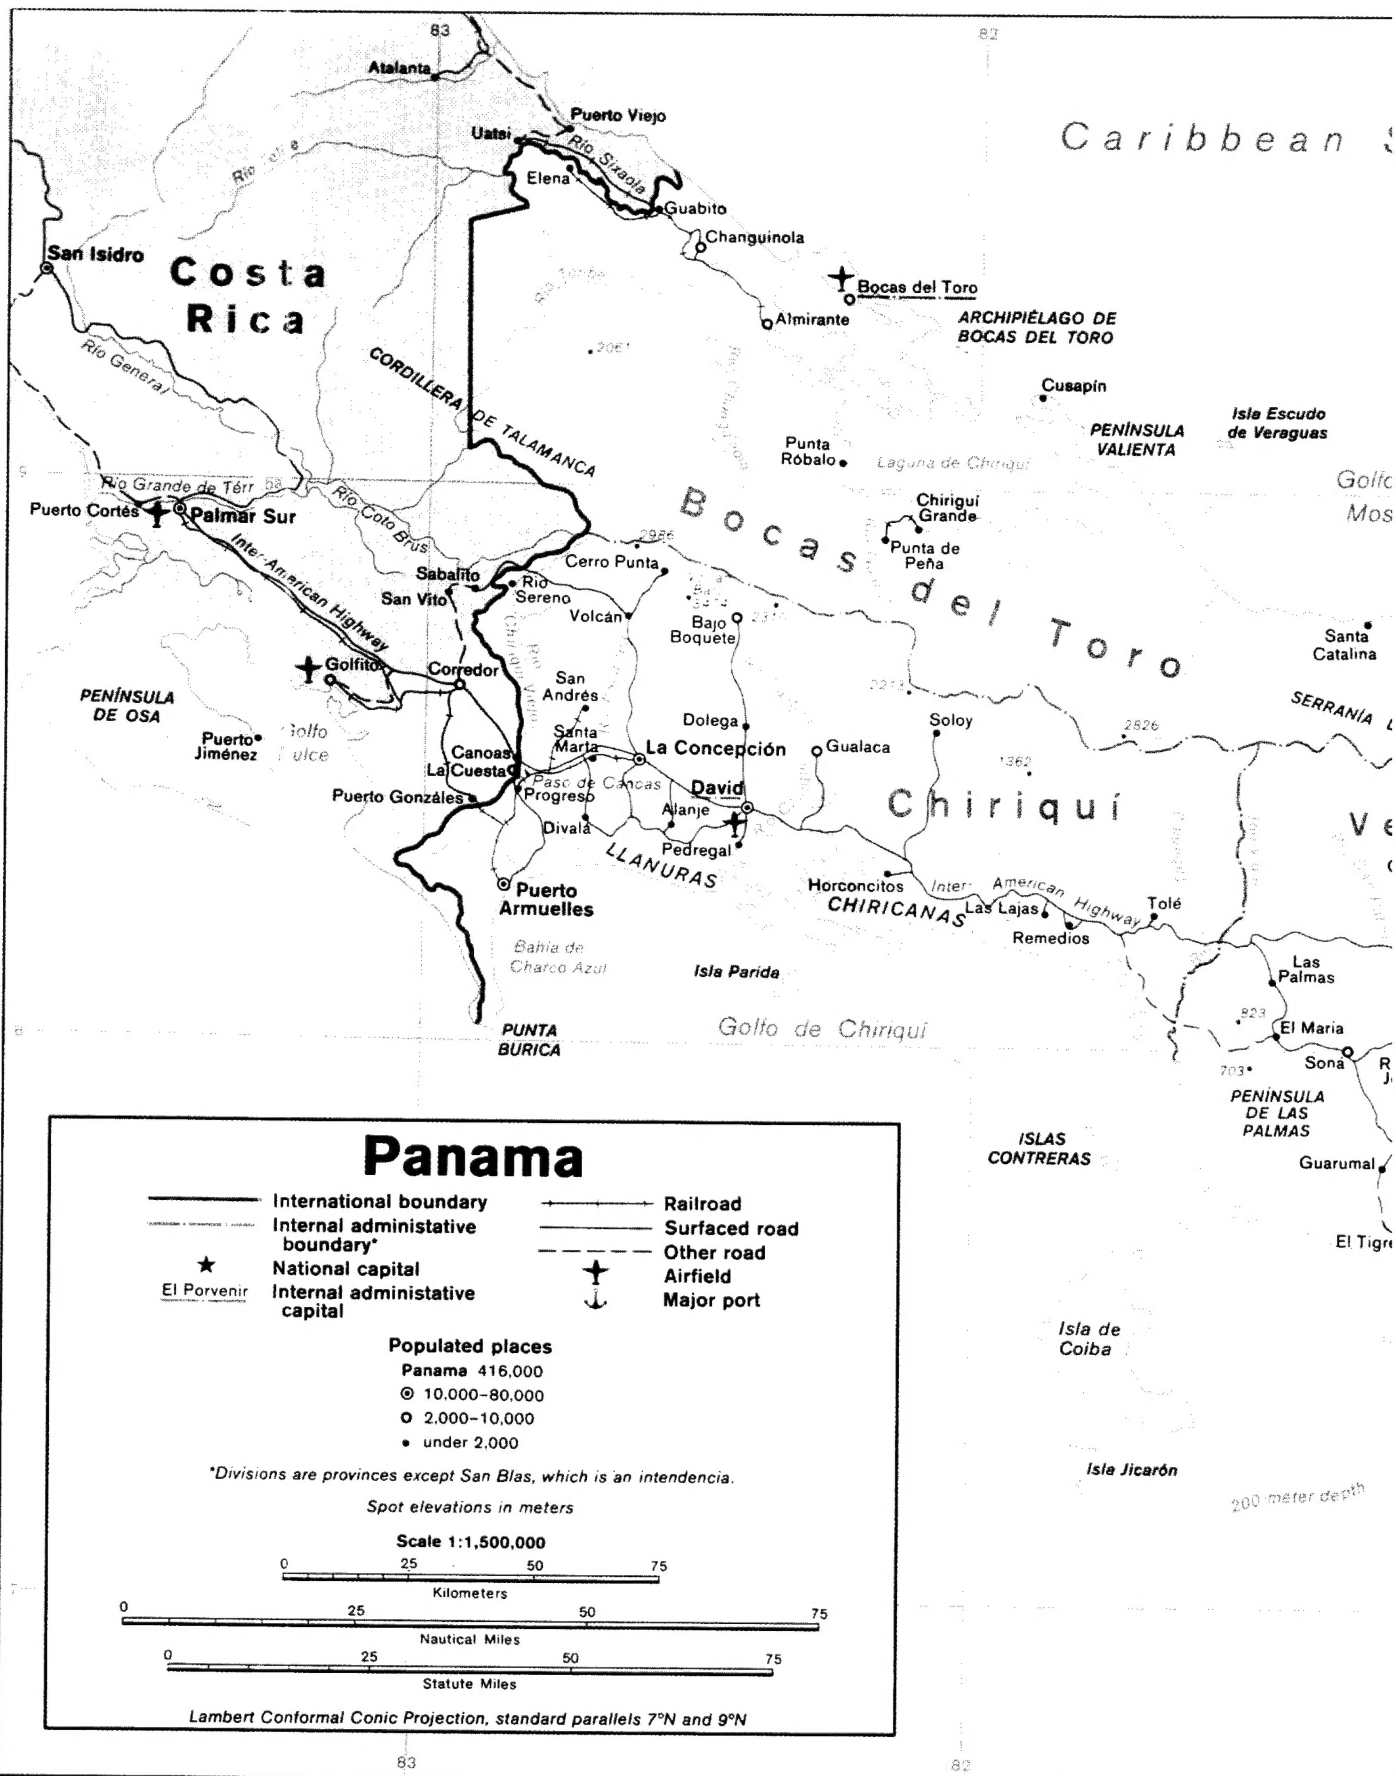 83
82
Atalanta
Puerto Viejo
Uatsi
Río Sixaola
Caribbean
Elena
Guabito
Changuinola
San Isidro
Costa
Rica
Bocas del Toro
ARCHIPIÉLAGO DE
BOCAS DEL TORO
Almirante
2061
Río General
CORDILLERA DE TALAMANCA
Cusapín
Isla Escudo
de Veraguas
PENÍNSULA
VALIENTA
Punta
Róbalo
Laguna de Chiriquí
9
Río Grande de Térr
Puerto Cortés
Palmar Sur
Río Coto Brus
Chiriquí
Grande
Golfo
Mos
Bocas del Toro
Punta de
Peña
Inter-American Highway
2986
Cerro Punta
Sabalito
San Vito
Rio
Sereno
Volcán
Bajo
Boquete
Río
Chiriquí Viejo
Santa
Catalina
Golfito
Corredor
San
Andrés
PENÍNSULA
DE OSA
Puerto
Jiménez
Dolega
Soloy
SERRANÍA
2826
Santa
Marta
La Concepción
Gualaca
1362
Canoas
La Cuesta
Paso de Canoas
David
Puerto Gonzáles
Progreso
Alanje
Chiriquí
Divalá
Pedregal
LLANURAS
CHIRICANAS
Horconcitos
Inter-American Highway
Las Lajas
Tolé
Remedios
Puerto
Armuelles
Bahía de
Charco Azul
Isla Parida
Las
Palmas
8
PUNTA
BURICA
Golfo de Chiriquí
823
El Maria
Soná
703
PENÍNSULA
DE LAS
PALMAS
ISLAS
CONTRERAS
Guarumal
El Tigre
Isla de
Coiba
Isla Jicarón
200 meter depth
Panama
International boundary
Internal administative
boundary*
National capital
El Porvenir
Internal administative
capital
Railroad
Surfaced road
Other road
Airfield
Major port
Populated places
Panama 416,000
10,000–80,000
2,000–10,000
under 2,000
*Divisions are provinces except San Blas, which is an intendencia.
Spot elevations in meters
Scale 1:1,500,000
0 25 50 75
Kilometers
0 25 50 75
Nautical Miles
0 25 50 75
Statute Miles
Lambert Conformal Conic Projection, standard parallels 7°N and 9°N
83
82